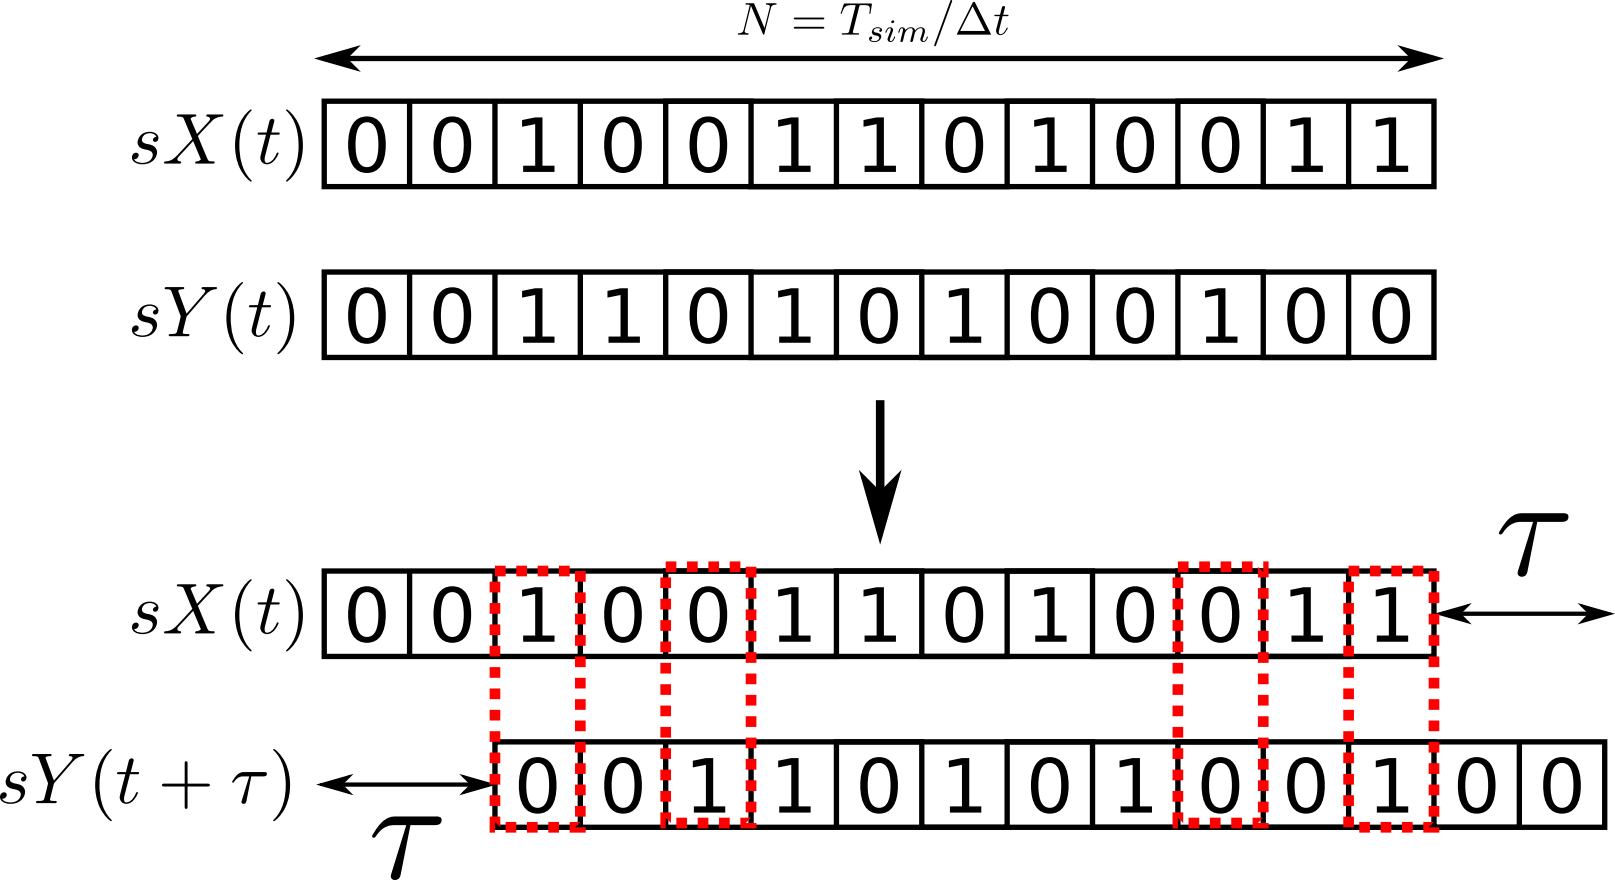 N = T_{sim}/Δt
sX(t) 0 0 1 0 0 1 1 0 1 0 0 1 1
sY(t) 0 0 1 1 0 1 0 1 0 0 1 0 0
τ
sX(t) 0 0 1 0 0 1 1 0 1 0 0 1 1
sY(t + τ) 0 0 1 1 0 1 0 1 0 0 1 0 0
τ